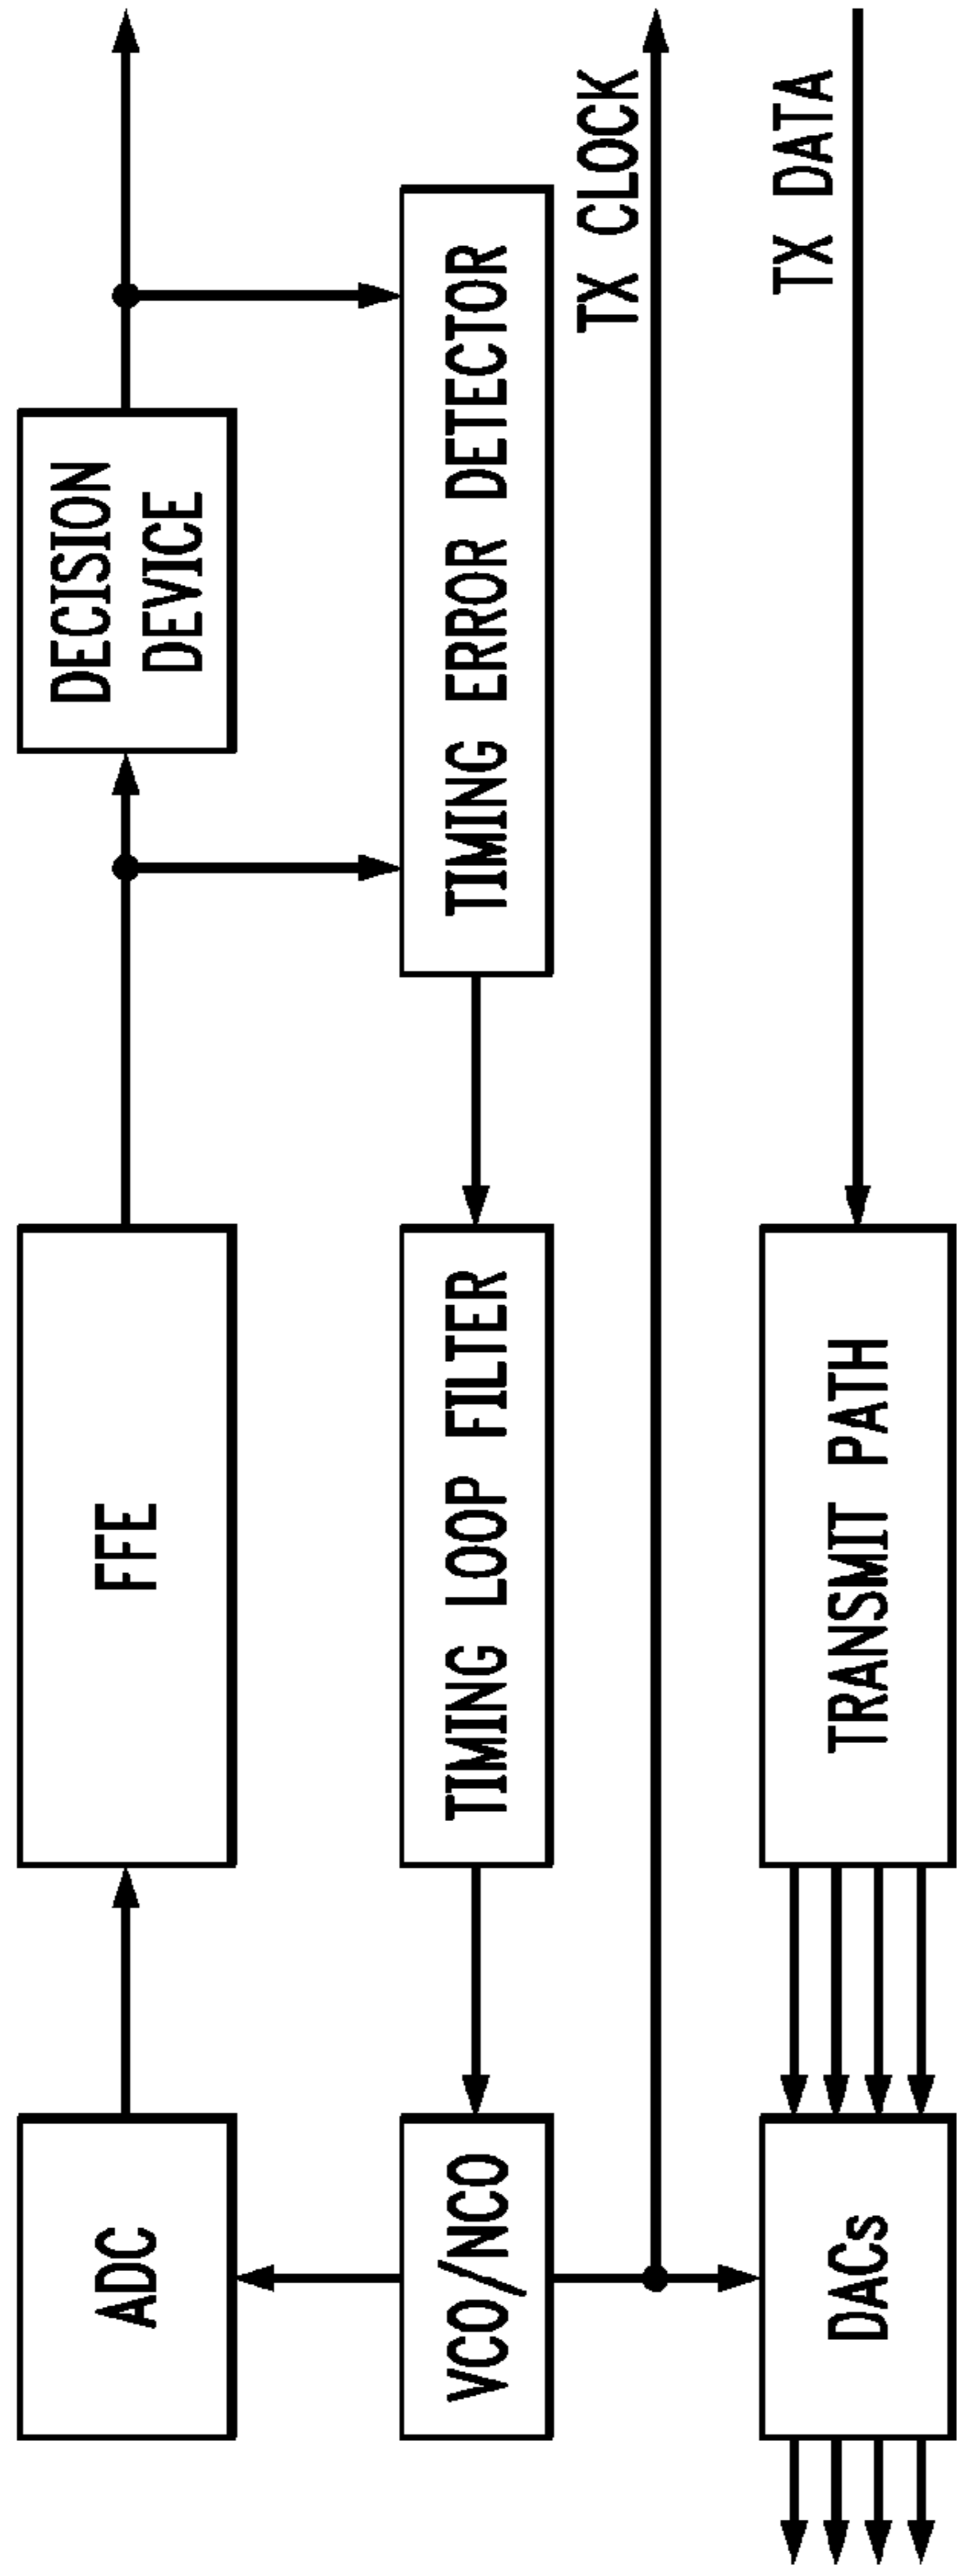 ADC
FFE
DECISION
DEVICE
VCO/NCO
TIMING LOOP FILTER
TIMING ERROR DETECTOR
TX CLOCK
TX DATA
DACs
TRANSMIT PATH